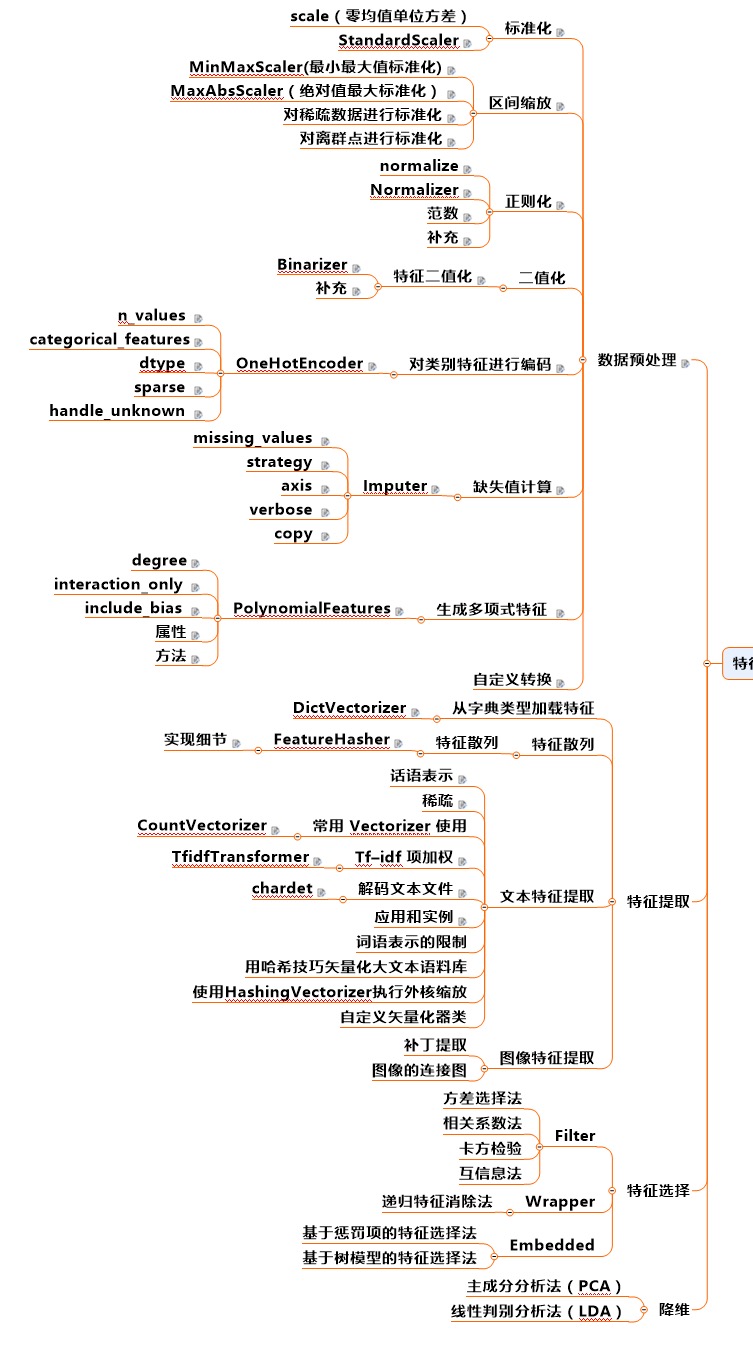 scale（零均值单位方差）
标准化
StandardScaler
MinMaxScaler(最小最大值标准化)
MaxAbsScaler（绝对值最大标准化）
区间缩放
对稀疏数据进行标准化
对离群点进行标准化
normalize
Normalizer
正则化
范数
补充
Binarizer
特征二值化
二值化
补充
n_values
categorical_features
dtype
OneHotEncoder
对类别特征进行编码
数据预处理
sparse
handle_unknown
missing_values
strategy
axis
Imputer
缺失值计算
verbose
copy
degree
interaction_only
include_bias
PolynomialFeatures
生成多项式特征
属性
方法
特征
自定义转换
DictVectorizer
从字典类型加载特征
实现细节
FeatureHasher
特征散列
特征散列
话语表示
稀疏
CountVectorizer
常用 Vectorizer 使用
TfidfTransformer
Tf–idf 项加权
chardet
解码文本文件
文本特征提取
特征提取
应用和实例
词语表示的限制
用哈希技巧矢量化大文本语料库
使用HashingVectorizer执行外核缩放
自定义矢量化器类
补丁提取
图像特征提取
图像的连接图
方差选择法
相关系数法
Filter
卡方检验
互信息法
特征选择
递归特征消除法
Wrapper
基于惩罚项的特征选择法
Embedded
基于树模型的特征选择法
主成分分析法（PCA）
降维
线性判别分析法（LDA）